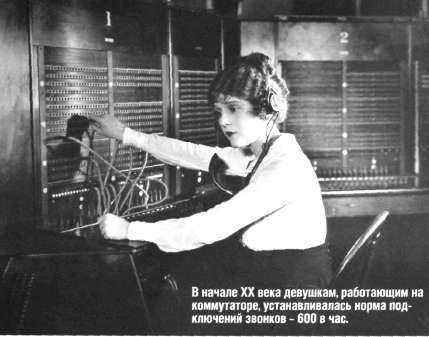 1
2
В начале XX века девушкам, работающим на
коммутаторе, устанавливалась норма под-
ключений звонков – 600 в час.